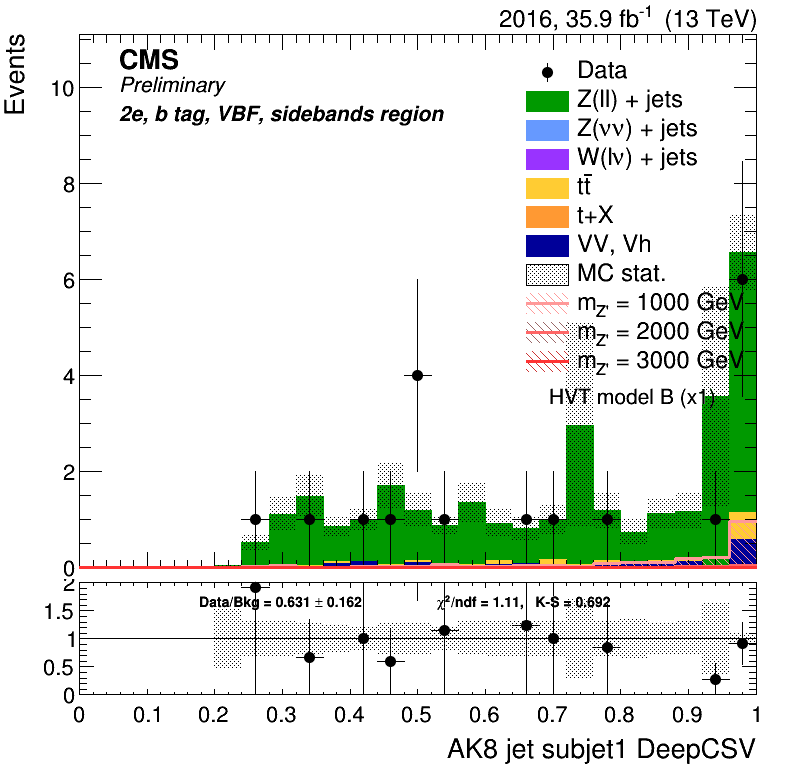 2016, 35.9 fb⁻¹ (13 TeV)
Events
CMS
Preliminary
2e, b tag, VBF, sidebands region
Data
Z(ll) + jets
Z(νν) + jets
W(lν) + jets
tt̄
t+X
VV, Vh
MC stat.
m_Z' = 1000 GeV
m_Z' = 2000 GeV
m_Z' = 3000 GeV
HVT model B (x1)
10
8
6
4
2
0
Data/Bkg = 0.631 ± 0.162
χ²/ndf = 1.11, K-S = 0.692
2
1.5
1
0.5
0
0 0.1 0.2 0.3 0.4 0.5 0.6 0.7 0.8 0.9 1
AK8 jet subjet1 DeepCSV